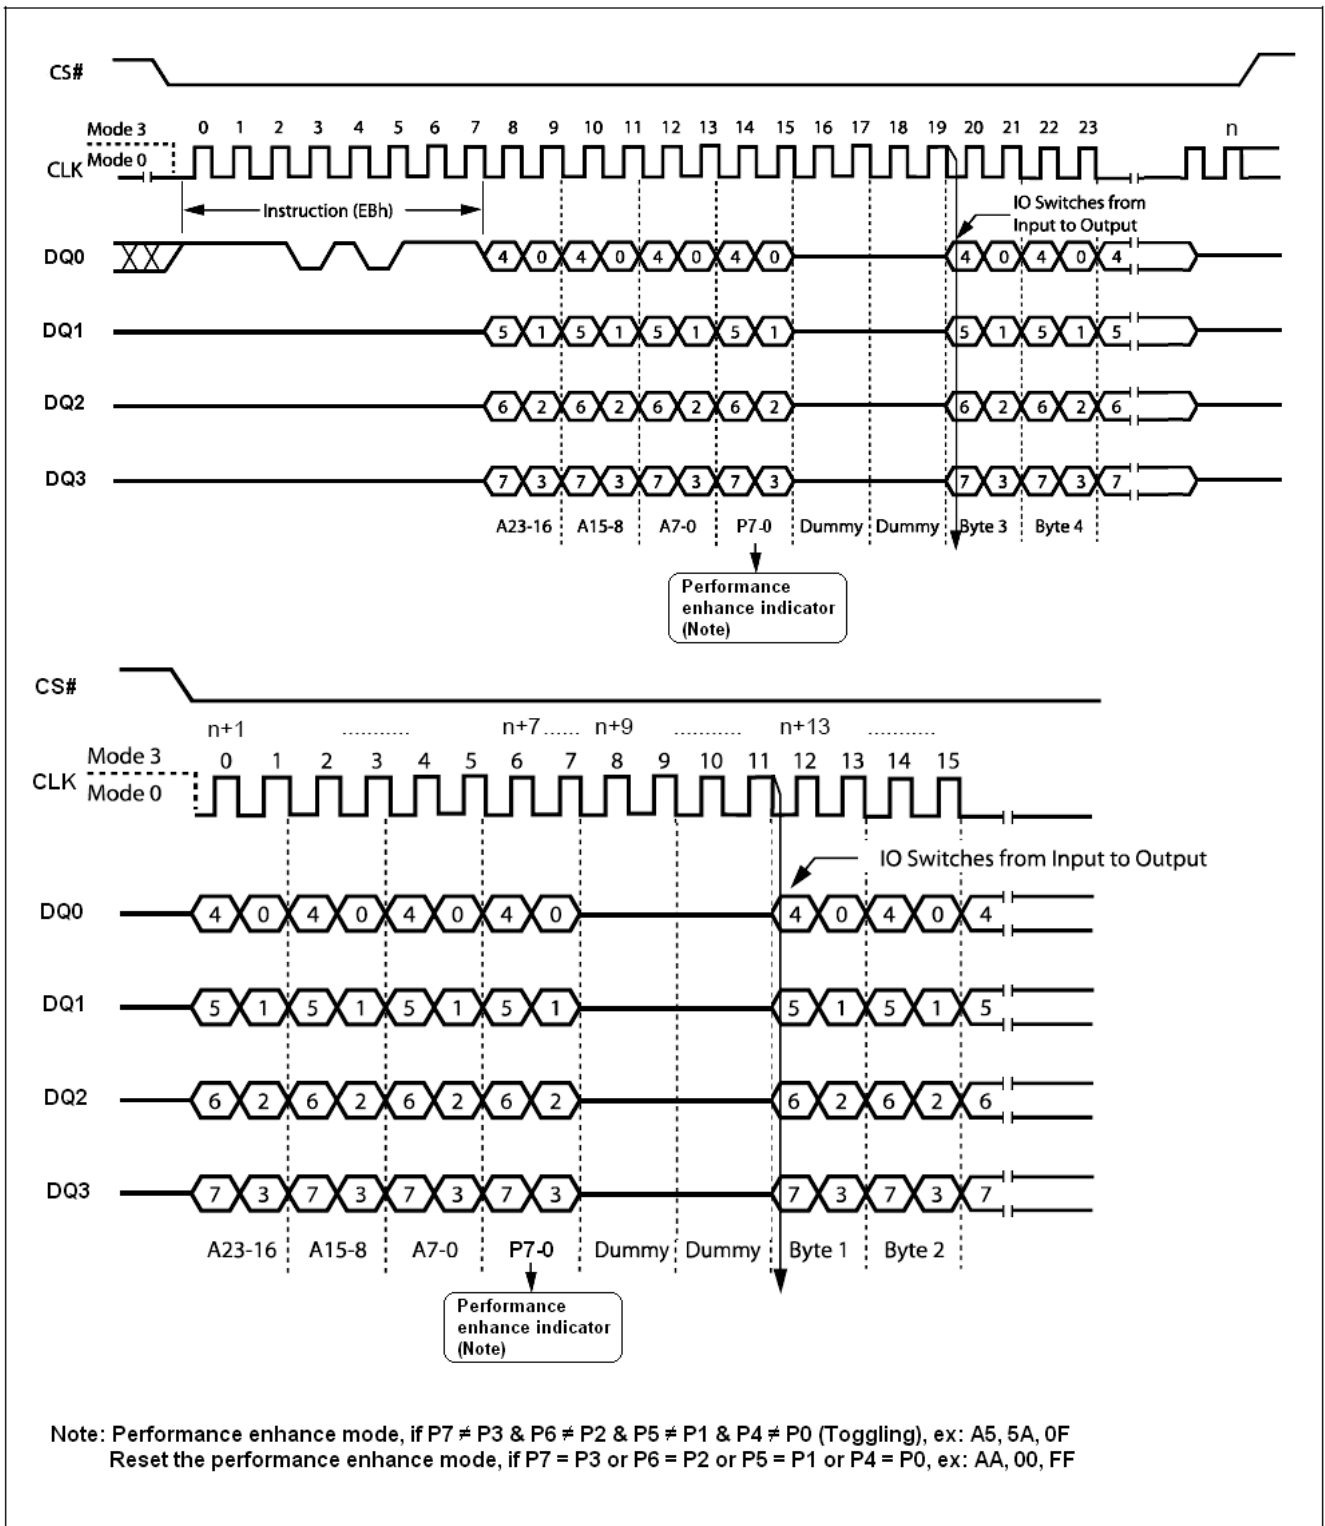 CS#
Mode 3
0 1 2 3 4 5 6 7 8 9 10 11 12 13 14 15 16 17 18 19 20 21 22 23 n
CLK Mode 0
Instruction (EBh)
IO Switches from
Input to Output
DQ0 4 0 4 0 4 0 4 0 4 0 4 0 4
DQ1 5 1 5 1 5 1 5 1 5 1 5 1 5
DQ2 6 2 6 2 6 2 6 2 6 2 6 2 6
DQ3 7 3 7 3 7 3 7 3 7 3 7 3 7
A23-16 A15-8 A7-0 P7-0 Dummy Dummy Byte 3 Byte 4
Performance
enhance indicator
(Note)
CS#
n+1 .......... n+7 ...... n+9 .......... n+13 ..........
Mode 3
0 1 2 3 4 5 6 7 8 9 10 11 12 13 14 15
CLK Mode 0
IO Switches from Input to Output
DQ0 4 0 4 0 4 0 4 0 4 0 4 0 4
DQ1 5 1 5 1 5 1 5 1 5 1 5 1 5
DQ2 6 2 6 2 6 2 6 2 6 2 6 2 6
DQ3 7 3 7 3 7 3 7 3 7 3 7 3 7
A23-16 A15-8 A7-0 P7-0 Dummy Dummy Byte 1 Byte 2
Performance
enhance indicator
(Note)
Note: Performance enhance mode, if P7 ≠ P3 & P6 ≠ P2 & P5 ≠ P1 & P4 ≠ P0 (Toggling), ex: A5, 5A, 0F
Reset the performance enhance mode, if P7 = P3 or P6 = P2 or P5 = P1 or P4 = P0, ex: AA, 00, FF